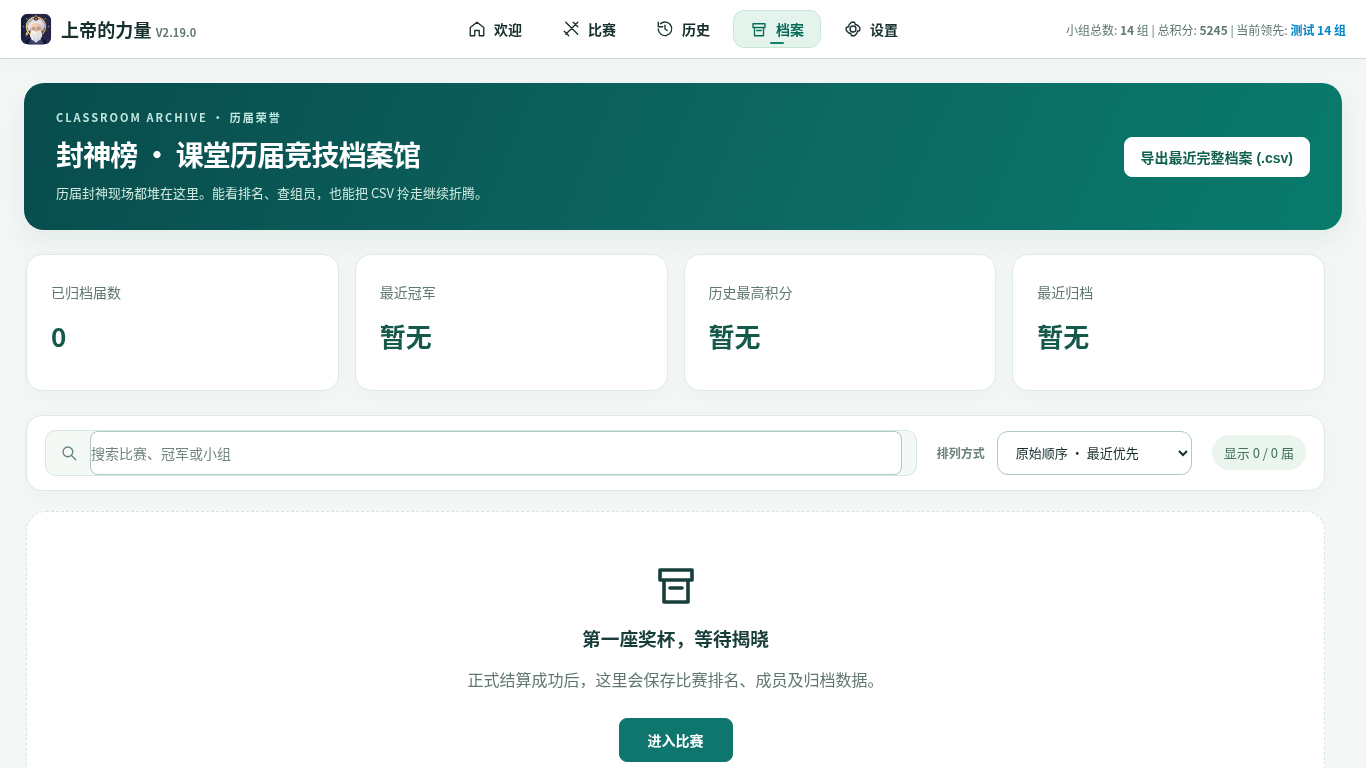 上帝的力量 V2.19.0
欢迎
比赛
历史
档案
设置
小组总数: 14 组 | 总积分: 5245 | 当前领先: 测试 14 组
CLASSROOM ARCHIVE · 历届荣誉
封神榜 · 课堂历届竞技档案馆
历届封神现场都堆在这里。能看排名、查组员，也能把 CSV 拎走继续折腾。
导出最近完整档案 (.csv)
已归档届数
0
最近冠军
暂无
历史最高积分
暂无
最近归档
暂无
搜索比赛、冠军或小组
排列方式
原始顺序 · 最近优先
显示 0 / 0 届
第一座奖杯，等待揭晓
正式结算成功后，这里会保存比赛排名、成员及归档数据。
进入比赛